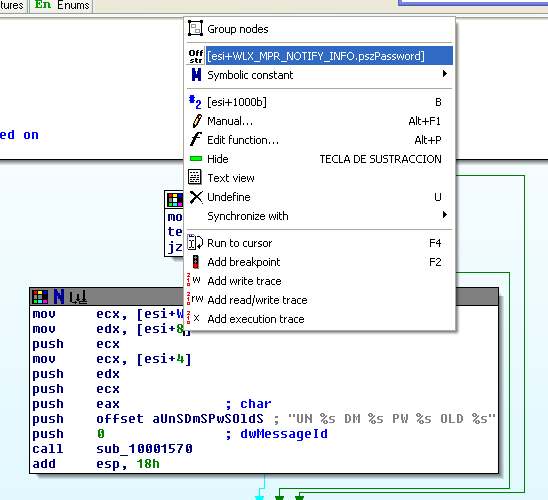 tures En Enums
Group nodes
Off str [esi+WLX_MPR_NOTIFY_INFO.pszPassword]
M Symbolic constant
#2 [esi+1000b] B
Manual... Alt+F1
f Edit function... Alt+P
Hide TECLA DE SUSTRACCION
Text view
Undefine U
Synchronize with
Run to cursor F4
Add breakpoint F2
w Add write trace
rw Add read/write trace
x Add execution trace
ed on
mo
te
jz
N
mov ecx, [esi+W
mov edx, [esi+8]
push ecx
mov ecx, [esi+4]
push edx
push ecx
push eax ; char
push offset aUnSDmSPwSOldS ; "UN %s DM %s PW %s OLD %s"
push 0 ; dwMessageId
call sub_10001570
add esp, 18h